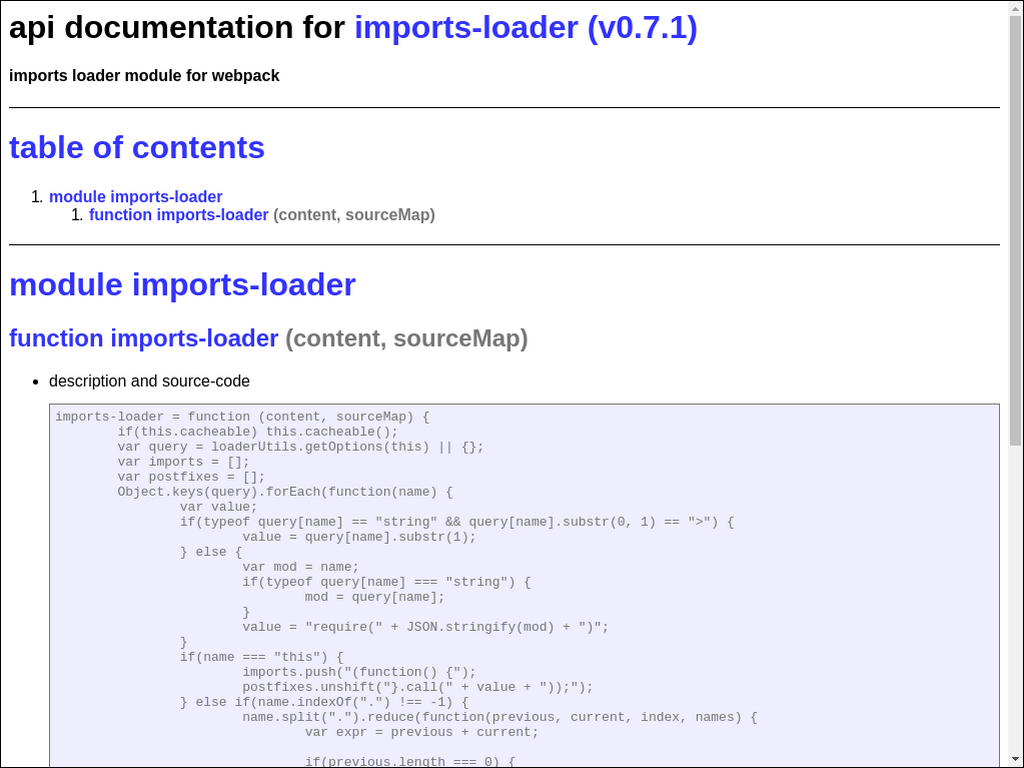 api documentation for imports-loader (v0.7.1)
imports loader module for webpack
table of contents
1. module imports-loader
1. function imports-loader (content, sourceMap)
module imports-loader
function imports-loader (content, sourceMap)
• description and source-code
imports-loader = function (content, sourceMap) {
if(this.cacheable) this.cacheable();
var query = loaderUtils.getOptions(this) || {};
var imports = [];
var postfixes = [];
Object.keys(query).forEach(function(name) {
var value;
if(typeof query[name] == "string" && query[name].substr(0, 1) == ">") {
value = query[name].substr(1);
} else {
var mod = name;
if(typeof query[name] === "string") {
mod = query[name];
}
value = "require(" + JSON.stringify(mod) + ")";
}
if(name === "this") {
imports.push("(function() {");
postfixes.unshift("}.call(" + value + "));");
} else if(name.indexOf(".") !== -1) {
name.split(".").reduce(function(previous, current, index, names) {
var expr = previous + current;
if(previous.length === 0) {